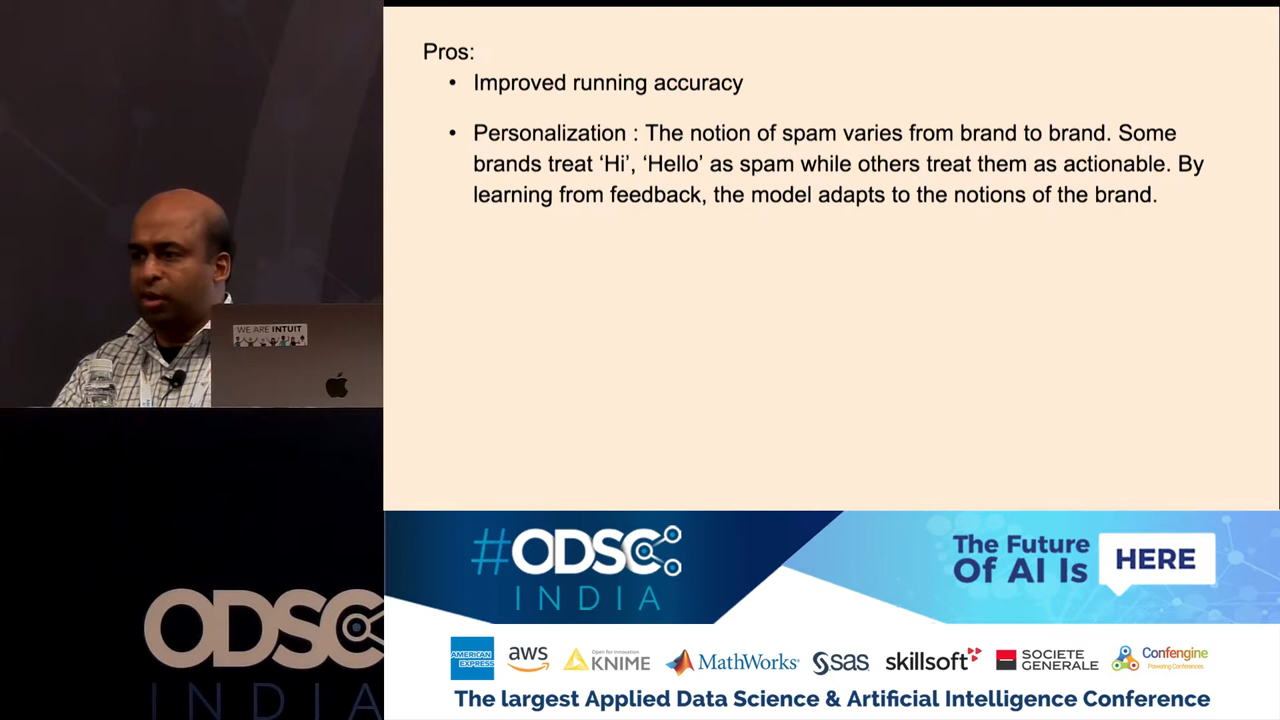 Pros:
• Improved running accuracy
• Personalization : The notion of spam varies from brand to brand. Some
brands treat ‘Hi’, ‘Hello’ as spam while others treat them as actionable. By
learning from feedback, the model adapts to the notions of the brand.
WE ARE INTUIT
ODSC
INDIA
#ODSC
INDIA
The Future
Of AI Is
HERE
AMERICAN
EXPRESS
aws
Open for Innovation
KNIME
MathWorks®
sas
skillsoft
SOCIETE
GENERALE
Confengine
Powering Conferences
The largest Applied Data Science & Artificial Intelligence Conference